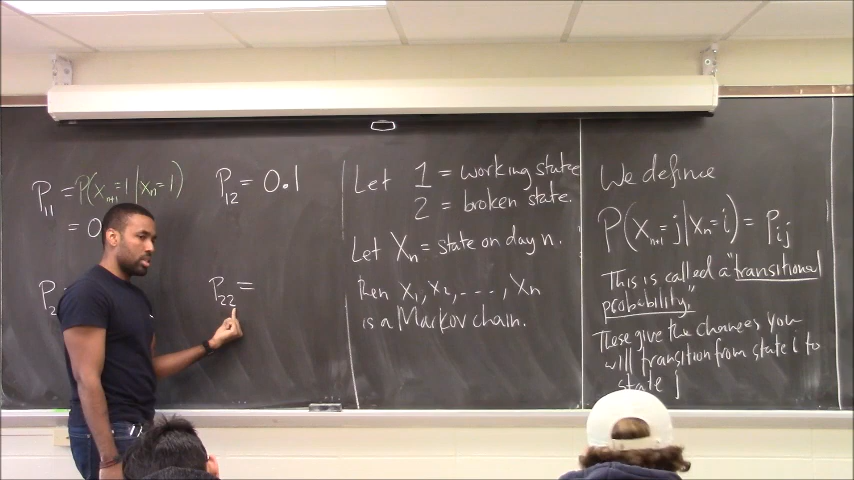 P₁₁ = P(Xₙ₊₁=1|Xₙ=1)
= 0
P₁₂ = 0.1
P₂
P₂₂ =
Let 1 = working state
2 = broken state.
Let Xₙ = state on day n.
Then X₁, X₂, ...., Xₙ
is a Markov chain.
We define
P(Xₙ₊₁=j|Xₙ=i) = Pᵢⱼ
This is called a "transitional
probability."
These give the chances you
will transition from state i to
state j